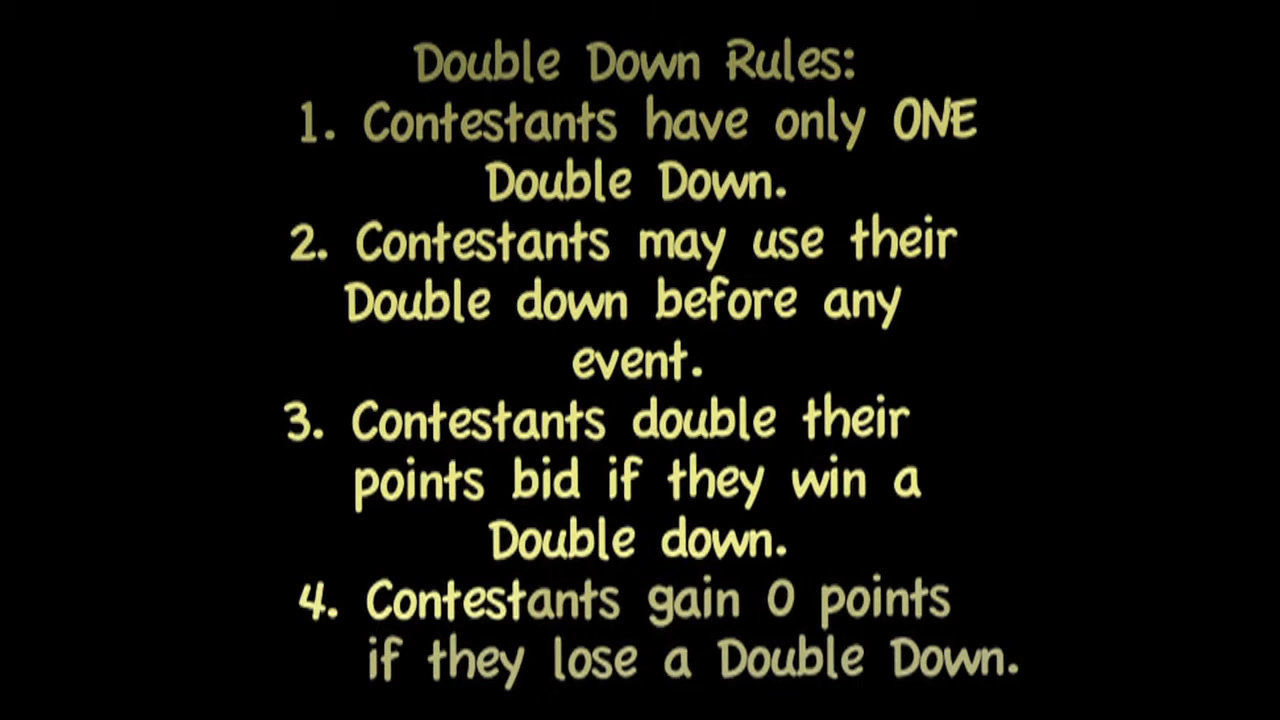 Double Down Rules:
1. Contestants have only ONE
Double Down.
2. Contestants may use their
Double down before any
event.
3. Contestants double their
points bid if they win a
Double down.
4. Contestants gain 0 points
if they lose a Double Down.